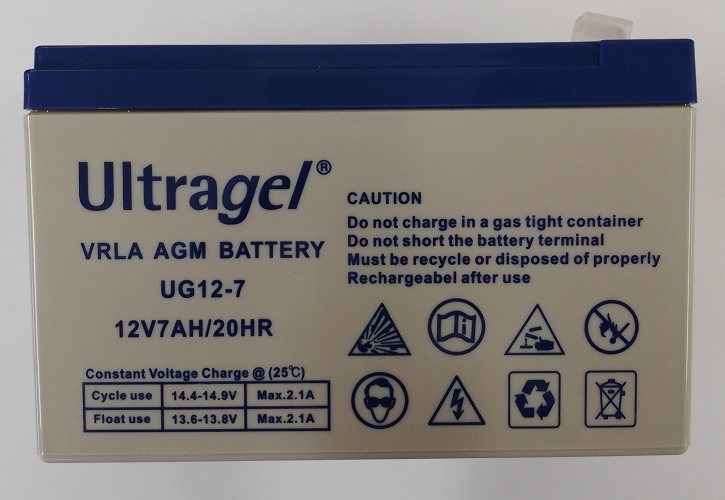 Ultragel®
VRLA AGM BATTERY
UG12-7
12V7AH/20HR
Constant Voltage Charge @ (25℃)
Cycle use 14.4-14.9V Max.2.1A
Float use 13.6-13.8V Max.2.1A
CAUTION
Do not charge in a gas tight container
Do not short the battery terminal
Must be recycle or disposed of properly
Rechargeabel after use